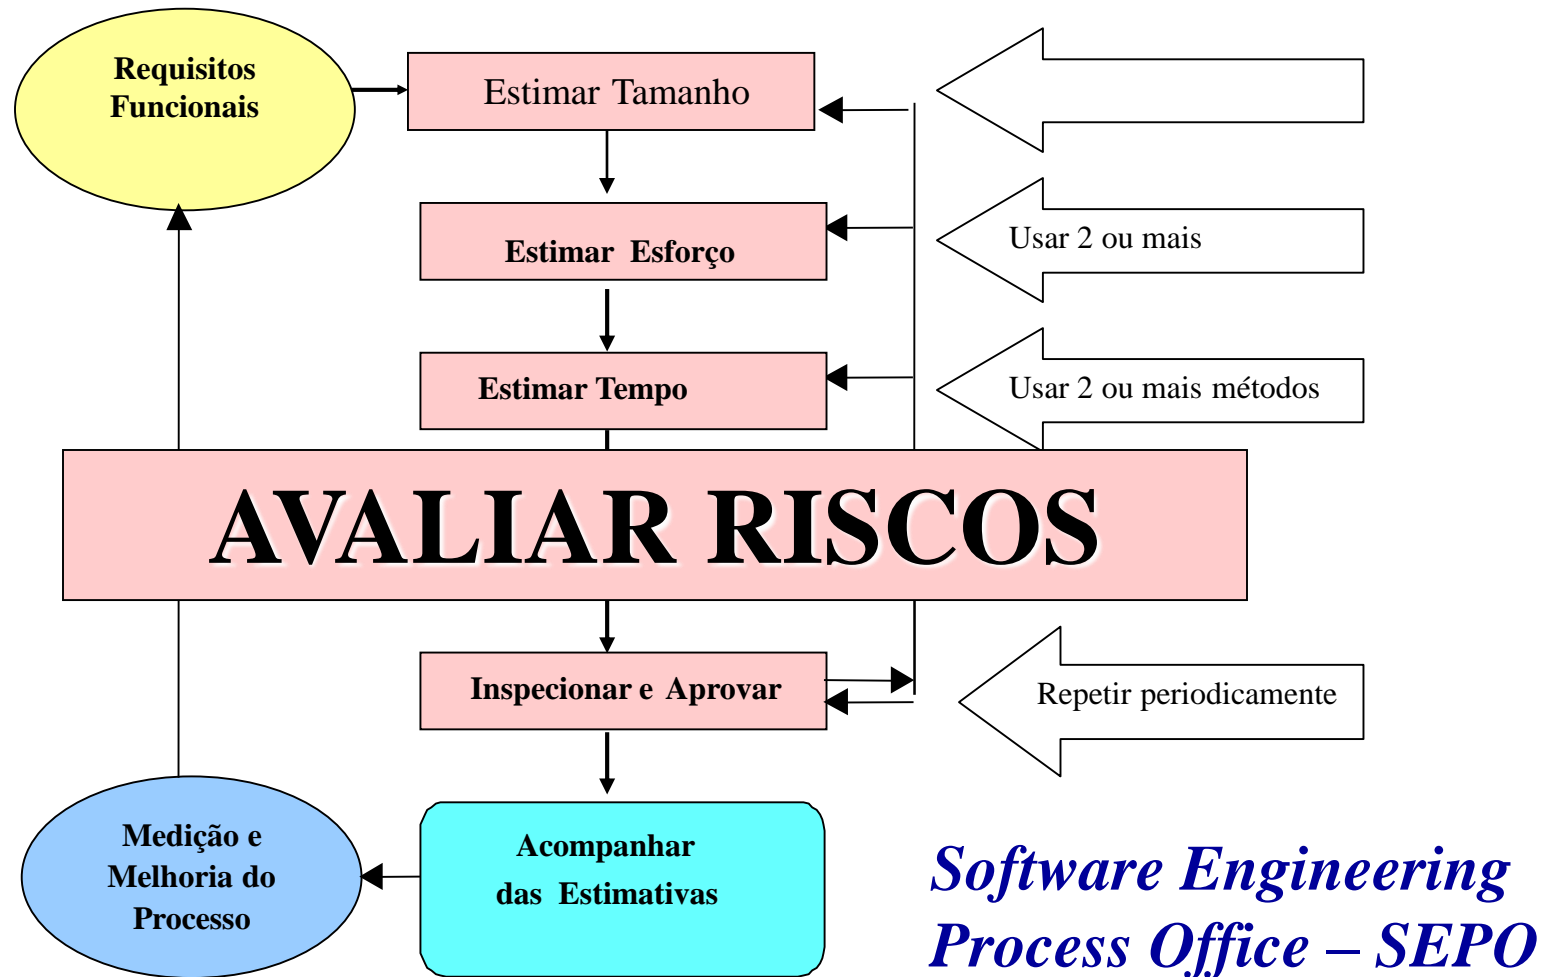 Requisitos
Funcionais
Estimar Tamanho
Estimar Esforço
Usar 2 ou mais
Estimar Tempo
Usar 2 ou mais métodos
AVALIAR RISCOS
Inspecionar e Aprovar
Repetir periodicamente
Medição e
Melhoria do
Processo
Acompanhar
das Estimativas
Software Engineering
Process Office – SEPO